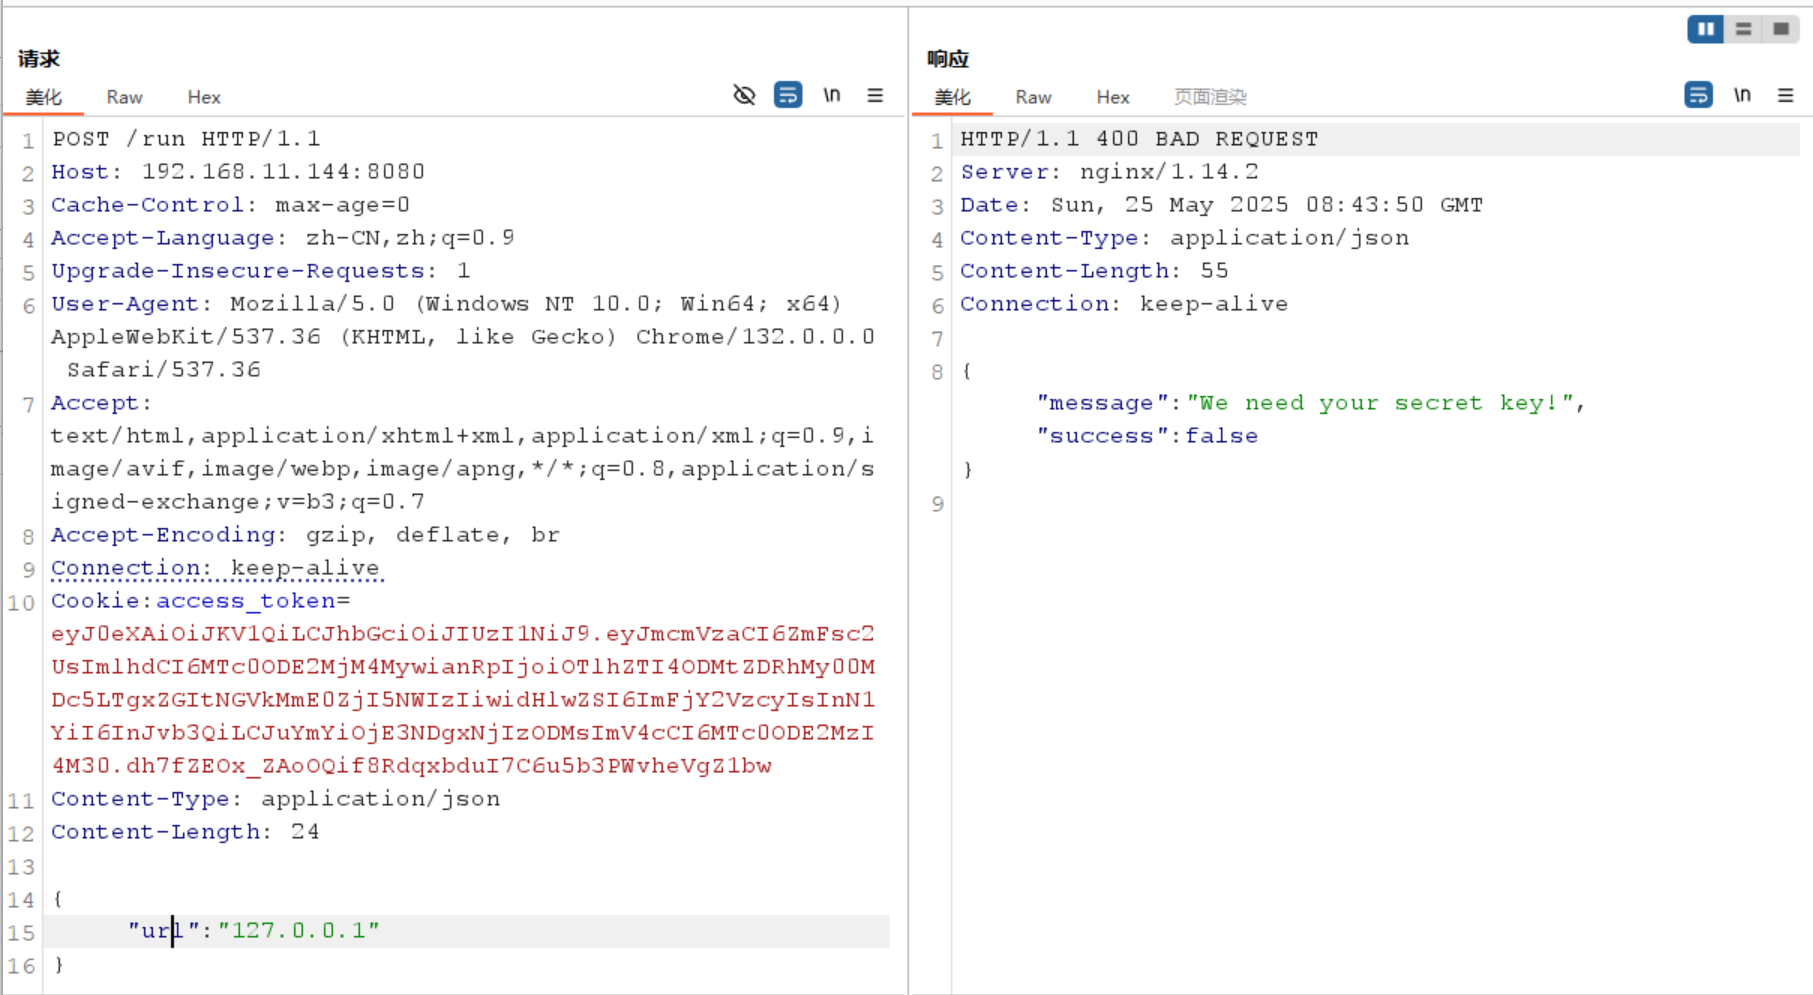 请求
美化 Raw Hex \n
1 POST /run HTTP/1.1
2 Host: 192.168.11.144:8080
3 Cache-Control: max-age=0
4 Accept-Language: zh-CN,zh;q=0.9
5 Upgrade-Insecure-Requests: 1
6 User-Agent: Mozilla/5.0 (Windows NT 10.0; Win64; x64)
AppleWebKit/537.36 (KHTML, like Gecko) Chrome/132.0.0.0
Safari/537.36
7 Accept:
text/html,application/xhtml+xml,application/xml;q=0.9,i
mage/avif,image/webp,image/apng,*/*;q=0.8,application/s
igned-exchange;v=b3;q=0.7
8 Accept-Encoding: gzip, deflate, br
9 Connection: keep-alive
10 Cookie:access_token=
eyJ0eXAiOiJKV1QiLCJhbGciOiJIUzI1NiJ9.eyJmcmVzaCI6ZmFsc2
UsImlhdCI6MTc0ODE2MjM4MywianRpIjoiOTlhZTI4ODMtZDRhMy00M
Dc5LTgxZGItNGVkMmE0ZjI5NWIzIiwidHlwZSI6ImFjY2VzcyIsInN1
YiI6InJvb3QiLCJuYmYiOjE3NDgxNjIzODMsImV4cCI6MTc0ODE2MzI
4M30.dh7fZEOx_ZAoOQif8RdqxbduI7C6u5b3PWvheVgZ1bw
11 Content-Type: application/json
12 Content-Length: 24
13
14 {
15 "url":"127.0.0.1"
16 }
响应
美化 Raw Hex 页面渲染 \n
1 HTTP/1.1 400 BAD REQUEST
2 Server: nginx/1.14.2
3 Date: Sun, 25 May 2025 08:43:50 GMT
4 Content-Type: application/json
5 Content-Length: 55
6 Connection: keep-alive
7
8 {
"message":"We need your secret key!",
"success":false
}
9